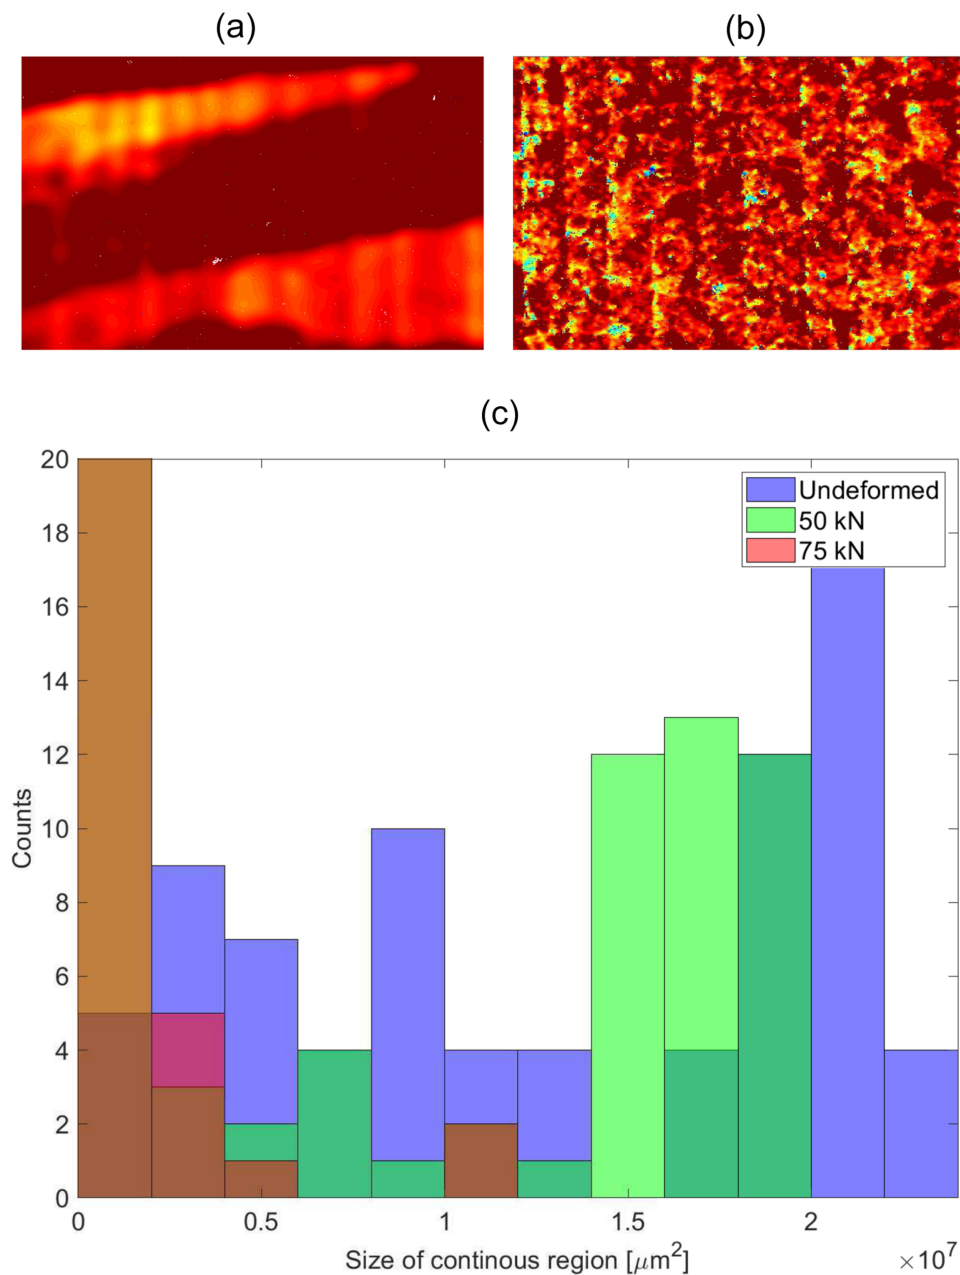 (a)
(b)
(c)
20
18
16
14
12
10
8
6
4
2
0
Counts
Undeformed
50 kN
75 kN
0
0.5
1
1.5
2
×10⁷
Size of continous region [μm²]